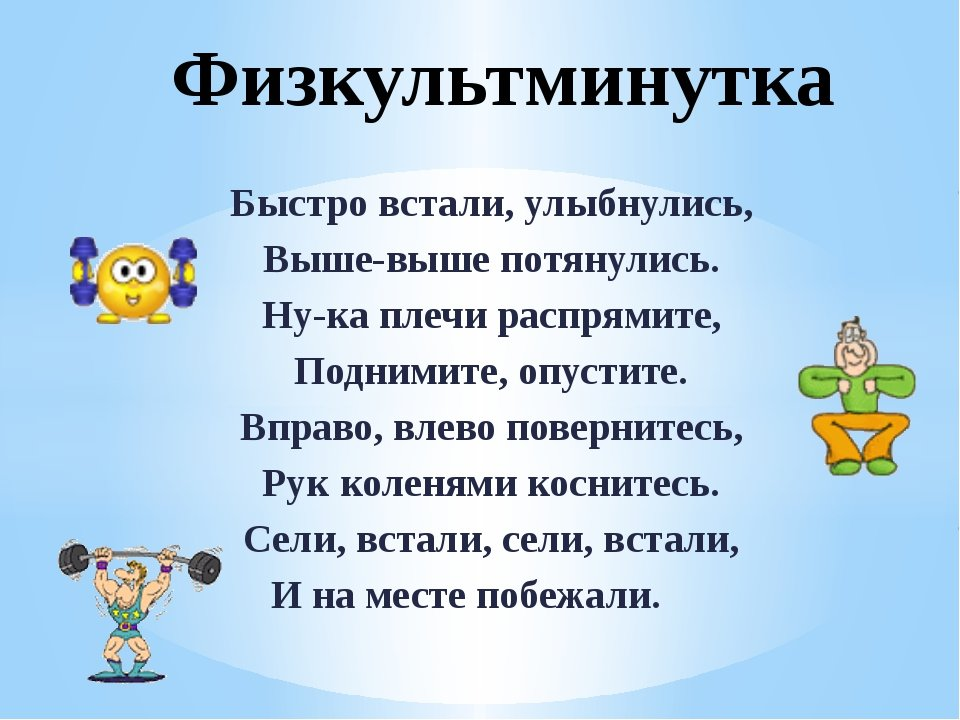 Физкультминутка
Быстро встали, улыбнулись,
Выше-выше потянулись.
Ну-ка плечи распрямите,
Поднимите, опустите.
Вправо, влево повернитесь,
Рук коленями коснитесь.
Сели, встали, сели, встали,
И на месте побежали.